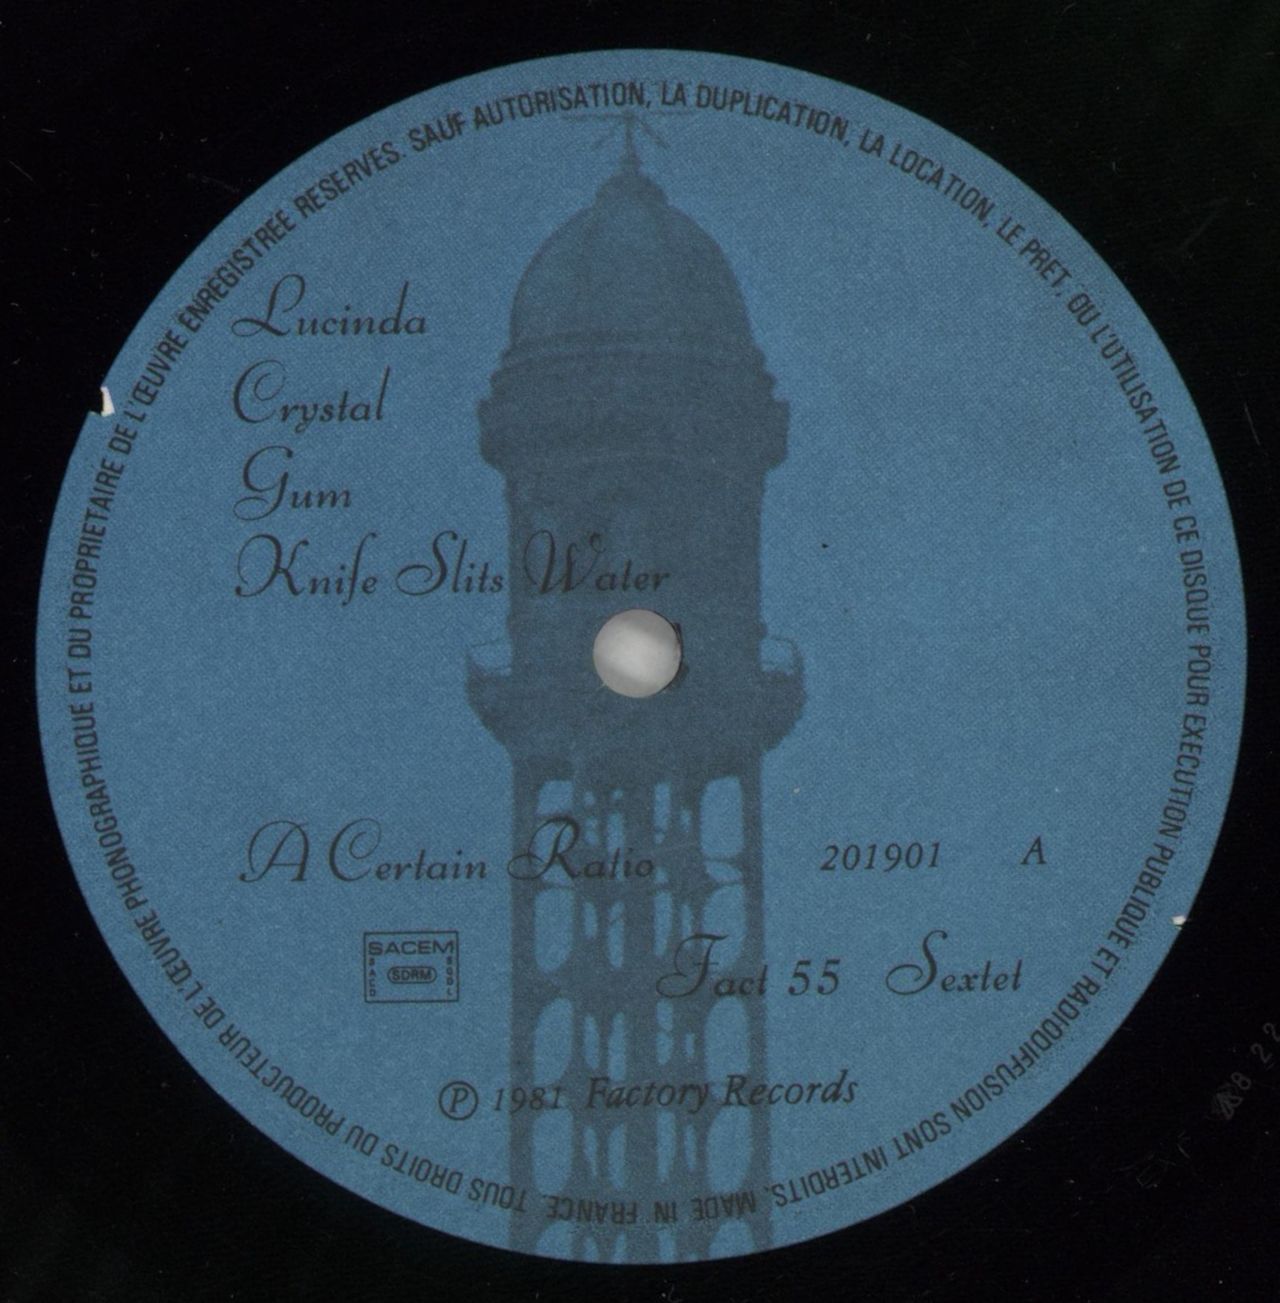 TOUS DROITS DU PRODUCTEUR DE L'ŒUVRE PHONOGRAPHIQUE ET DU PROPRIETAIRE DE L'ŒUVRE ENREGISTREE RESERVES. SAUF AUTORISATION, LA DUPLICATION, LA LOCATION, LE PRET, OU L'UTILISATION DE CE DISQUE POUR EXECUTION PUBLIQUE ET RADIODIFFUSION SONT INTERDITS. MADE IN FRANCE.
Lucinda
Crystal
Gum
Knife Slits Water
A Certain Ratio 201901 A
SACEM
SACD SDRM SGDL
Fact 55 Sextet
℗ 1981 Factory Records